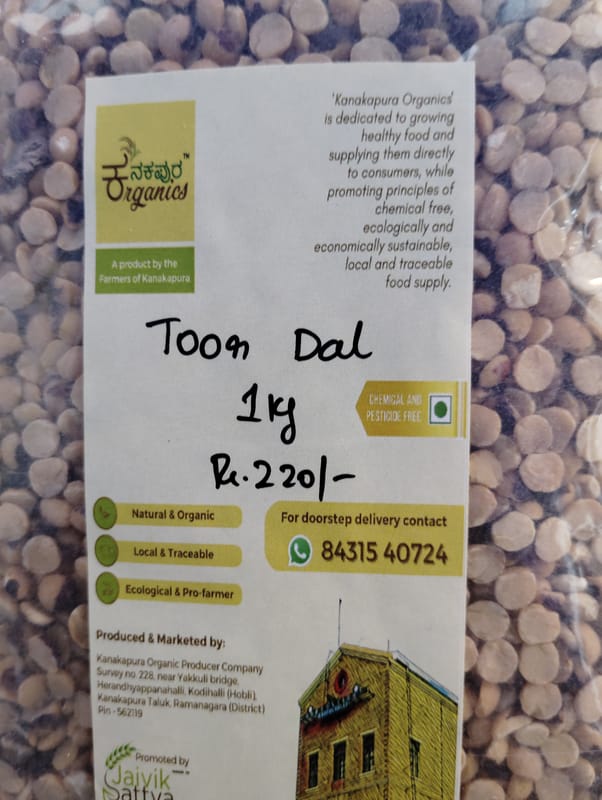 ಕನಕಪುರ™
Organics
A product by the
Farmers of Kanakapura
'Kanakapura Organics'
is dedicated to growing
healthy food and
supplying them directly
to consumers, while
promoting principles of
chemical free,
ecologically and
economically sustainable,
local and traceable
food supply.
Toor Dal
1 kg
Rs.220/-
CHEMICAL AND
PESTICIDE FREE
Natural & Organic
Local & Traceable
Ecological & Pro-farmer
For doorstep delivery contact
84315 40724
Produced & Marketed by:
Kanakapura Organic Producer Company
Survey no. 228, near Yakkuli bridge,
Herandhyappanahalli, Kodihalli (Hobli),
Kanakapura Taluk, Ramanagara (District)
Pin - 562119
Promoted by
Jaivik
Sattva